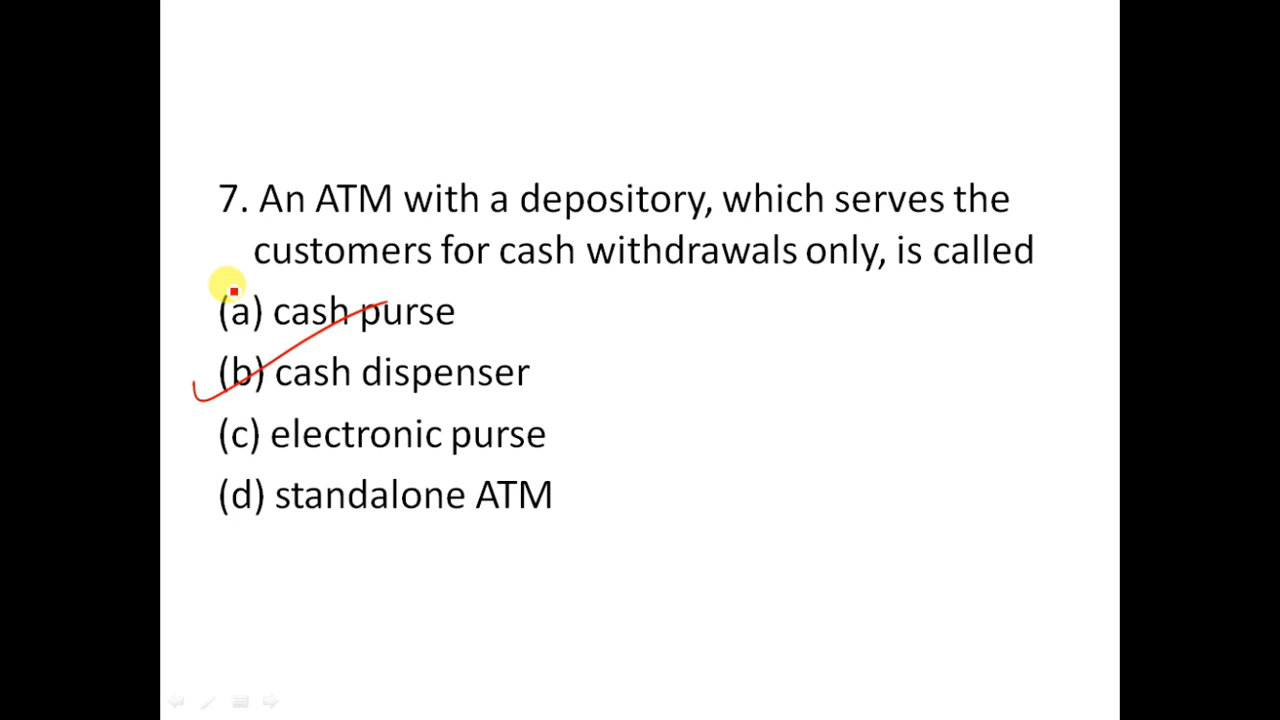 7. An ATM with a depository, which serves the
customers for cash withdrawals only, is called
(a) cash purse
(b) cash dispenser
(c) electronic purse
(d) standalone ATM